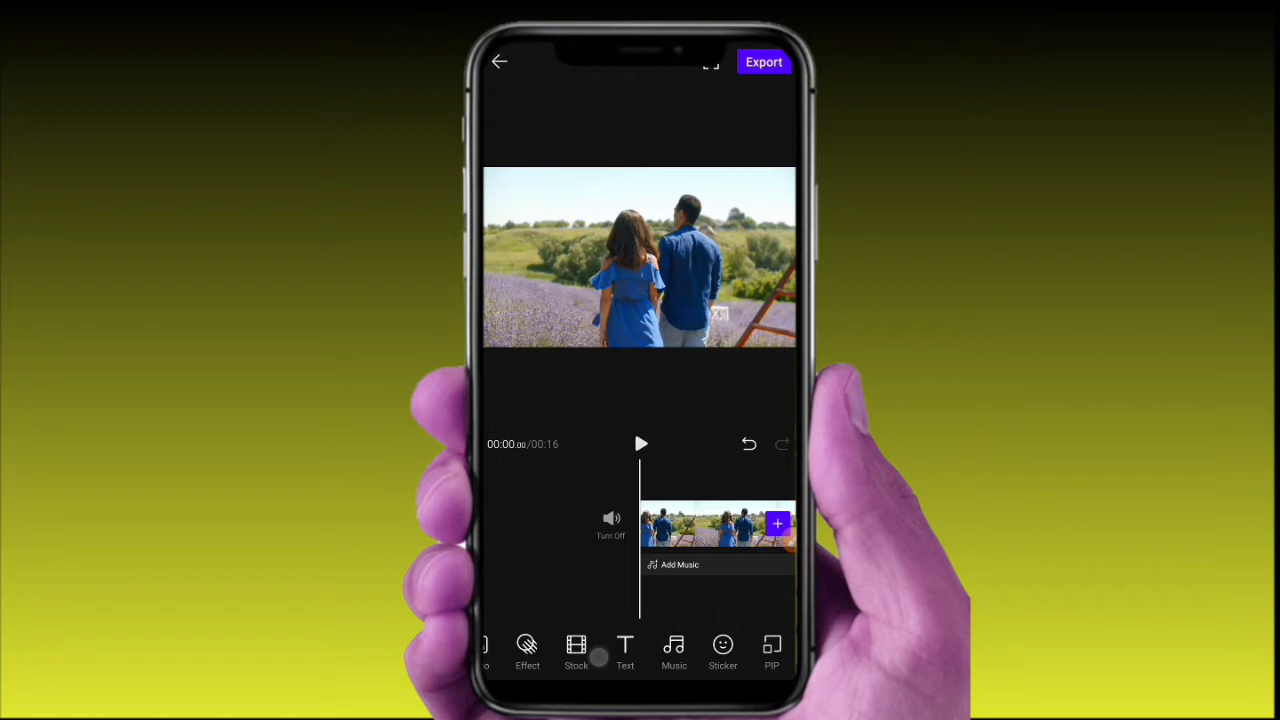 Export
00:00.00/00:16
Turn Off
Add Music
o Effect Stock Text Music Sticker PIP